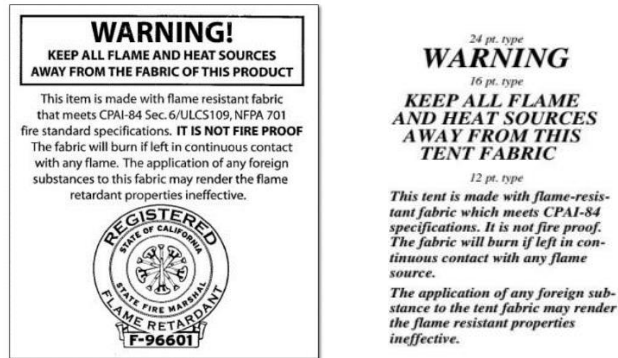 WARNING!
KEEP ALL FLAME AND HEAT SOURCES
AWAY FROM THE FABRIC OF THIS PRODUCT
This item is made with flame resistant fabric
that meets CPAI-84 Sec. 6/ULCS109, NFPA 701
fire standard specifications. IT IS NOT FIRE PROOF
The fabric will burn if left in continuous contact
with any flame. The application of any foreign
substances to this fabric may render the flame
retardant properties ineffective.
REGISTERED
STATE OF CALIFORNIA
STATE FIRE MARSHAL
FLAME RETARDANT
F-96601
24 pt. type
WARNING
16 pt. type
KEEP ALL FLAME
AND HEAT SOURCES
AWAY FROM THIS
TENT FABRIC
12 pt. type
This tent is made with flame-resis-
tant fabric which meets CPAI-84
specifications. It is not fire proof.
The fabric will burn if left in con-
tinuous contact with any flame
source.
The application of any foreign sub-
stance to the tent fabric may render
the flame resistant properties
ineffective.